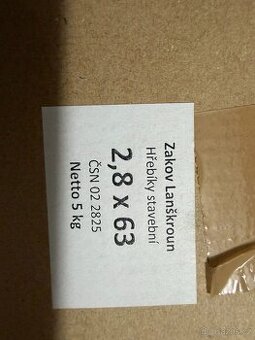 Zakov Lanškroun
Hřebíky stavební
2,8 x 63
ČSN 02 2825
Netto 5 kg